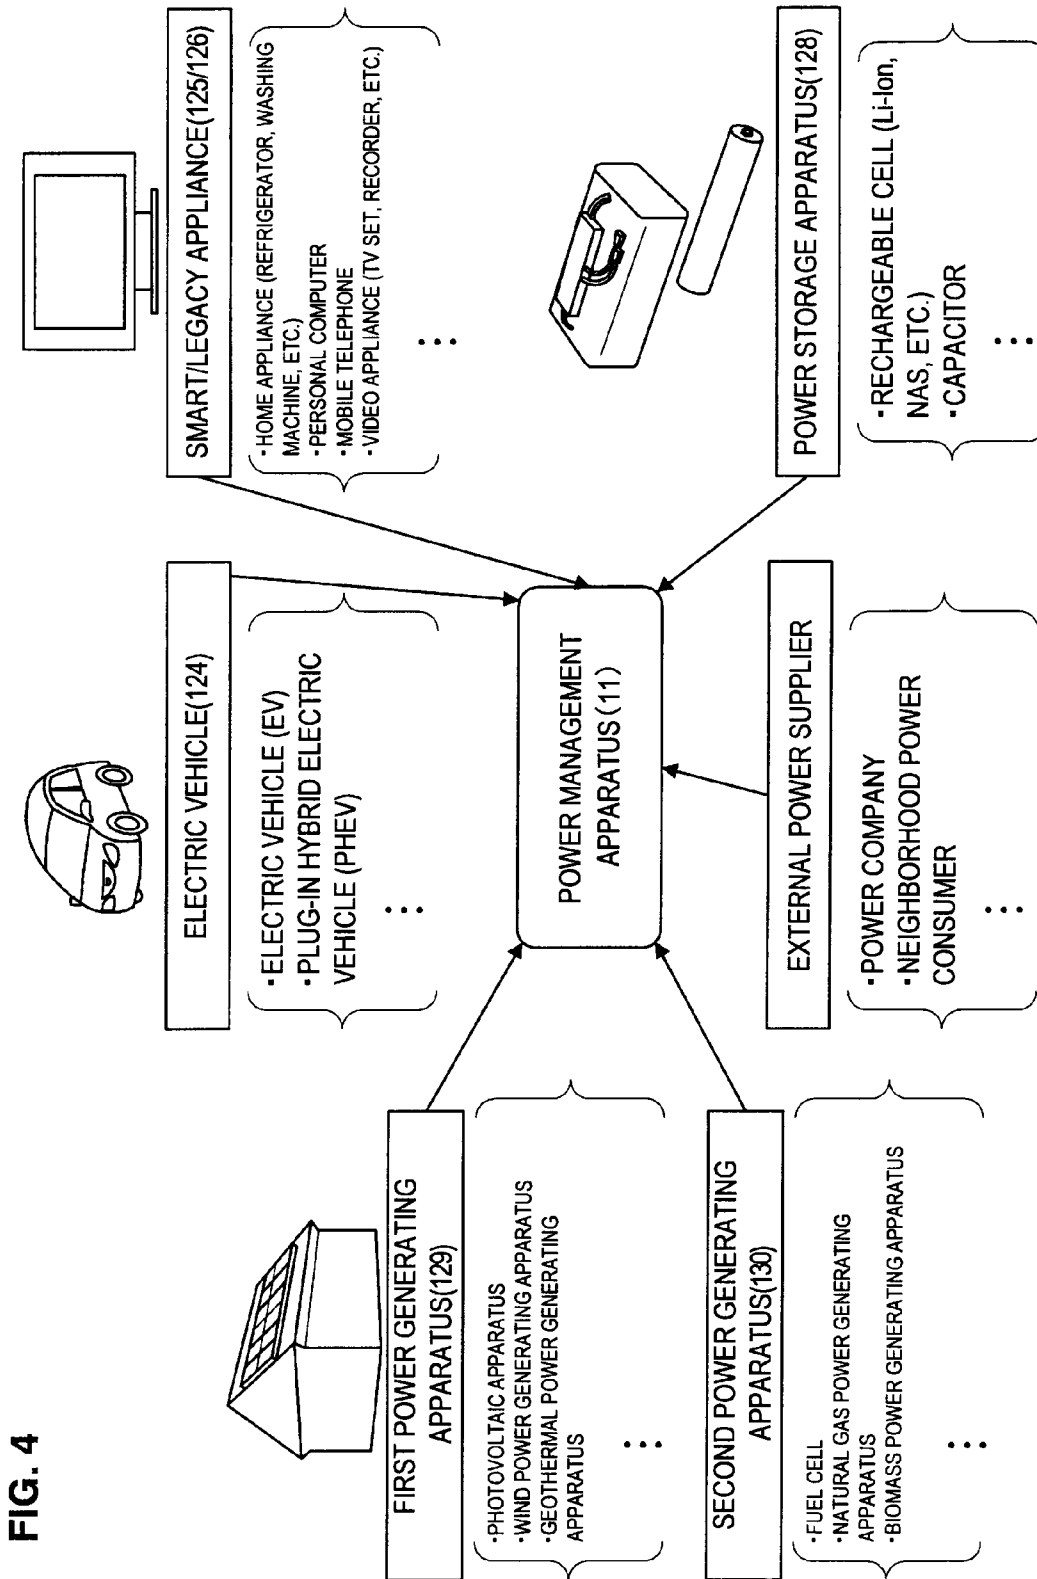 FIG. 4
FIRST POWER GENERATING
APPARATUS(129)
·PHOTOVOLTAIC APPARATUS
·WIND POWER GENERATING APPARATUS
·GEOTHERMAL POWER GENERATING
APPARATUS
...
SECOND POWER GENERATING
APPARATUS(130)
·FUEL CELL
·NATURAL GAS POWER GENERATING
APPARATUS
·BIOMASS POWER GENERATING APPARATUS
...
ELECTRIC VEHICLE(124)
·ELECTRIC VEHICLE (EV)
·PLUG-IN HYBRID ELECTRIC
VEHICLE (PHEV)
...
POWER MANAGEMENT
APPARATUS (11)
EXTERNAL POWER SUPPLIER
·POWER COMPANY
·NEIGHBORHOOD POWER
CONSUMER
...
SMART/LEGACY APPLIANCE(125/126)
·HOME APPLIANCE (REFRIGERATOR, WASHING
MACHINE, ETC.)
·PERSONAL COMPUTER
·MOBILE TELEPHONE
·VIDEO APPLIANCE (TV SET, RECORDER, ETC.)
...
POWER STORAGE APPARATUS(128)
·RECHARGEABLE CELL (Li-Ion,
NAS, ETC.)
·CAPACITOR
...